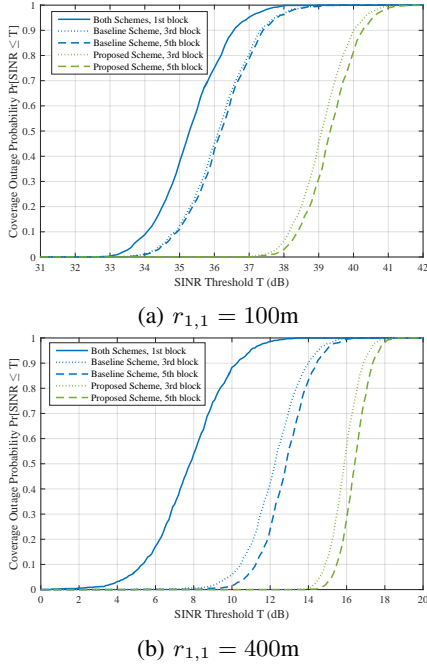 Coverage Outage Probability Pr[SINR ≤ T]
1
0.9
0.8
0.7
0.6
0.5
0.4
0.3
0.2
0.1
0
Both Schemes, 1st block
Baseline Scheme, 3rd block
Baseline Scheme, 5th block
Proposed Scheme, 3rd block
Proposed Scheme, 5th block
31 32 33 34 35 36 37 38 39 40 41 42
SINR Threshold T (dB)
(a) r₁,₁ = 100m
Coverage Outage Probability Pr[SINR ≤ T]
1
0.9
0.8
0.7
0.6
0.5
0.4
0.3
0.2
0.1
0
Both Schemes, 1st block
Baseline Scheme, 3rd block
Baseline Scheme, 5th block
Proposed Scheme, 3rd block
Proposed Scheme, 5th block
0 2 4 6 8 10 12 14 16 18 20
SINR Threshold T (dB)
(b) r₁,₁ = 400m